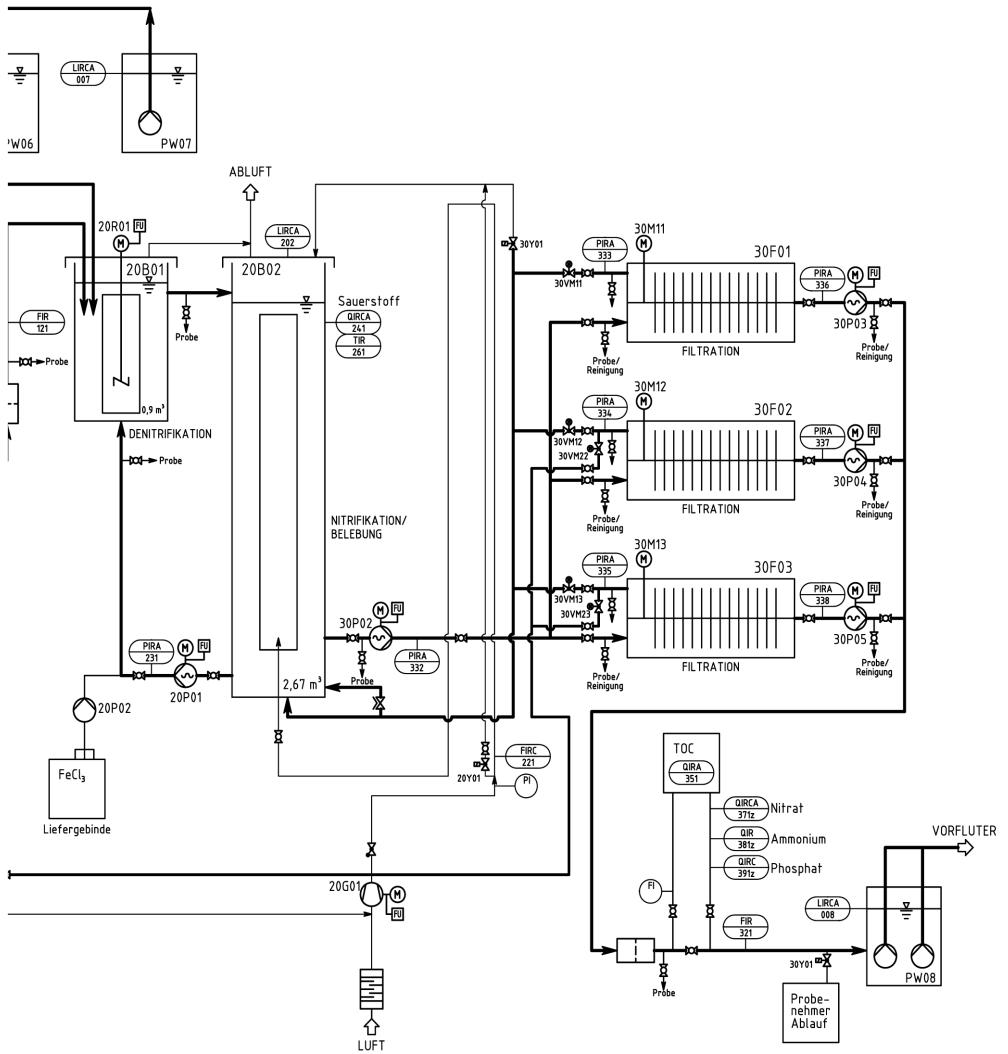 LIRCA
007
PW06
PW07
ABLUFT
20R01
FU
M
LIRCA
202
20B01
20B02
30Y01
FIR
121
Probe
Probe
Sauerstoff
QIRCA
241
TIR
261
0,9 m³
DENITRIFIKATION
Probe
NITRIFIKATION/
BELEBUNG
30M11
M
PIRA
333
30VM11
30F01
PIRA
336
M
FU
30P03
Probe/
Reinigung
FILTRATION
Probe/
Reinigung
30M12
M
PIRA
334
30VM12
30VM22
30F02
PIRA
337
M
FU
30P04
Probe/
Reinigung
FILTRATION
Probe/
Reinigung
30M13
M
PIRA
335
30VM13
30VM23
30F03
PIRA
338
M
FU
30P05
Probe/
Reinigung
FILTRATION
Probe/
Reinigung
PIRA
231
M
FU
20P01
30P02
M
FU
PIRA
332
Probe
2,67 m³
20P02
FeCl₃
Liefergebinde
20Y01
FIRC
221
PI
TOC
QIRA
351
QIRCA
371z
Nitrat
QIR
381z
Ammonium
QIRC
391z
Phosphat
FI
VORFLUTER
20G01
M
FU
LIRCA
008
FIR
321
30Y01
PW08
Probe
Probe-
nehmer
Ablauf
LUFT